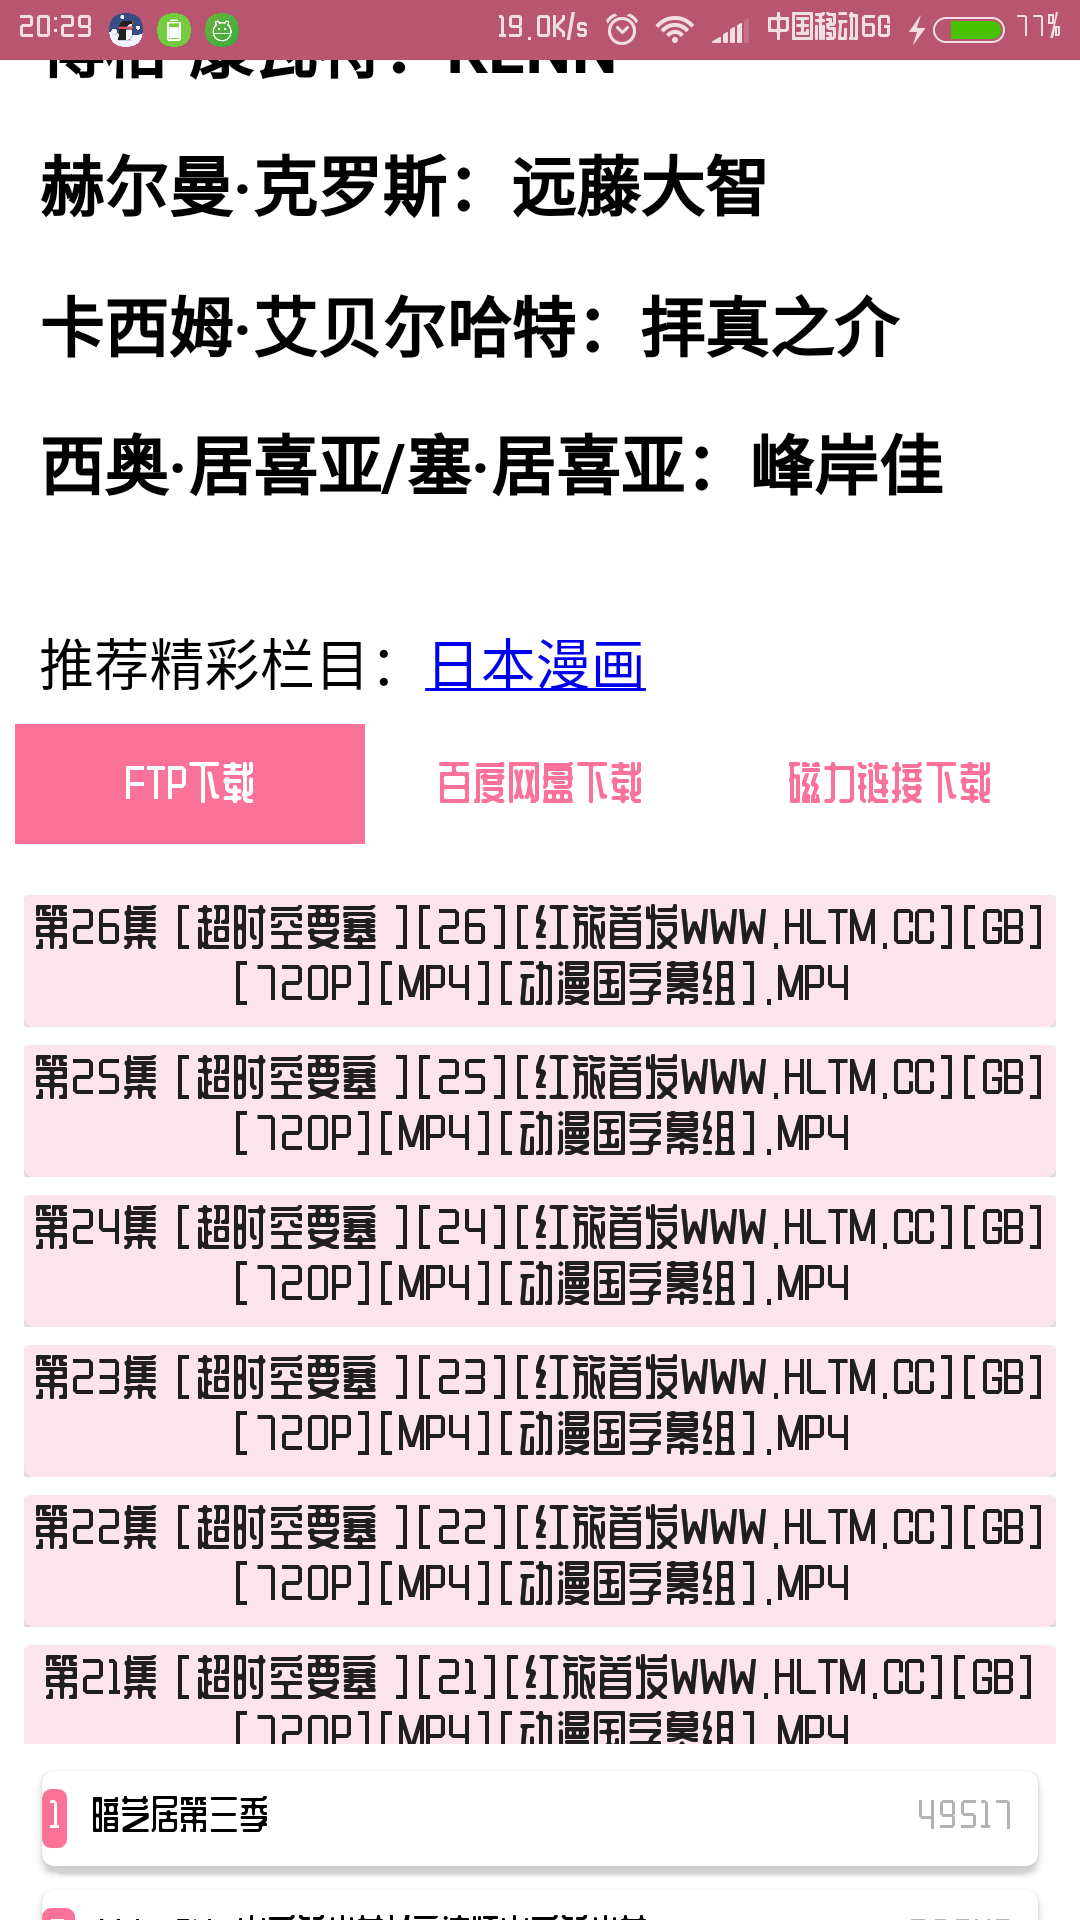 20:29 19.0K/s 中国移动6G 77%
赫尔曼·克罗斯：远藤大智
卡西姆·艾贝尔哈特：拝真之介
西奥·居喜亚/塞·居喜亚：峰岸佳
推荐精彩栏目：日本漫画
FTP下载 百度网盘下载 磁力链接下载
第26集 [超时空要塞 ][26][红旅首发WWW.HLTM.CC][GB]
[720P][MP4][动漫国字幕组].MP4
第25集 [超时空要塞 ][25][红旅首发WWW.HLTM.CC][GB]
[720P][MP4][动漫国字幕组].MP4
第24集 [超时空要塞 ][24][红旅首发WWW.HLTM.CC][GB]
[720P][MP4][动漫国字幕组].MP4
第23集 [超时空要塞 ][23][红旅首发WWW.HLTM.CC][GB]
[720P][MP4][动漫国字幕组].MP4
第22集 [超时空要塞 ][22][红旅首发WWW.HLTM.CC][GB]
[720P][MP4][动漫国字幕组].MP4
第21集 [超时空要塞 ][21][红旅首发WWW.HLTM.CC][GB]
[720P][MP4][动漫国字幕组].MP4
1 暗芝居第三季 49517